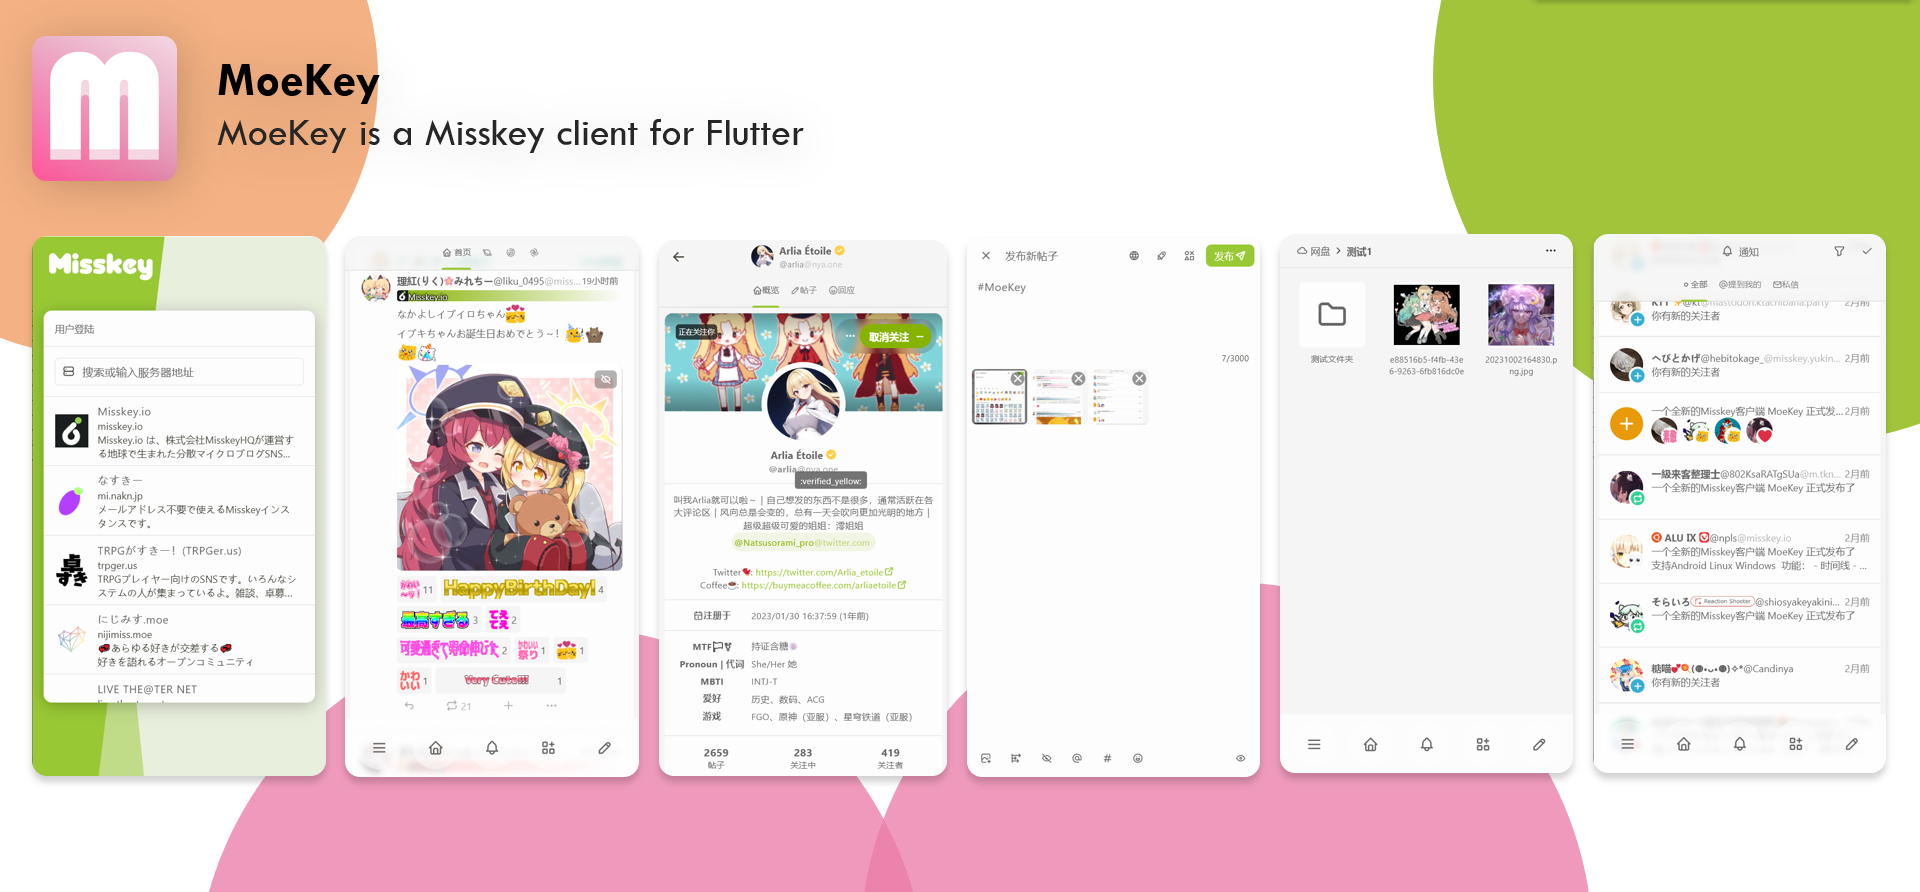 MoeKey
MoeKey is a Misskey client for Flutter
Misskey
用户登陆
搜索或输入服务器地址
Misskey.io
misskey.io
Misskey.io は、株式会社MisskeyHQが運営す
る地球で生まれた分散マイクロブログSNS...
なすきー
mi.nakn.jp
メールアドレス不要で使えるMisskeyインス
タンスです。
TRPGがすきー！(TRPGer.us)
trpger.us
TRPGプレイヤー向けのSNSです。いろんなシ
ステムの人が集まっているよ。雑談、卓募...
にじみす.moe
nijimiss.moe
あらゆる好きが交差する
好きを語れるオープンコミュニティ
LIVE THE@TER NET
首页
理紅(りく)🌸みれちー@liku_0495@miss... 19小时前
Misskey.io
なかよしイブイロちゃん
イブキちゃんお誕生日おめでとう～！
11
HappyBirthDay! 4
最高すぎる 3
てぇてぇ 2
2
かわいい祭り 1
1
かわいい 1
Very Cute!!! 1
21
Arlia Étoile
@arlia@nya.one
概览 帖子 回应
正在关注你
取消关注
Arlia Étoile
@arlia@nya.one
:verified_yellow:
叫我Arlia就可以啦～ | 自己想发的东西不是很多，通常活跃在各
大评论区 | 风向总是会变的，总有一天会吹向更加光明的地方 |
超级超级可爱的姐姐：澪姐姐
@Natsusorami_pro@twitter.com
Twitter: https://twitter.com/Arlia_etoile
Coffee☕: https://buymeacoffee.com/arliaetoile
注册于 2023/01/30 16:37:59 (1年前)
MTF 持证含糖
Pronoun | 代词 She/Her 她
MBTI INTJ-T
爱好 历史、数码、ACG
游戏 FGO、原神（亚服）、星穹铁道（亚服）
2659 283 419
帖子 关注中 关注者
发布新帖子
发布
#MoeKey
7/3000
网盘 > 测试1
测试文件夹
e88516b5-f4fb-43e
6-9263-6fb816dc0e
20231002164830.p
ng.jpg
通知
全部 @提到我的 私信
@kt@mastodon.ktachibana.party 2月前
你有新的关注者
へびとかげ@hebitokage_@misskey.yukin... 2月前
你有新的关注者
一个全新的Misskey客户端 MoeKey 正式发... 2月前
一級来客整理士@802KsaRATgSUa@m.tkn... 2月前
一个全新的Misskey客户端 MoeKey 正式发布了
ALU IX@npls@misskey.io 2月前
一个全新的Misskey客户端 MoeKey 正式发布了
支持Android Linux Windows 功能： - 时间线 - ...
そらいろ Reaction Shooter @shiosyakeyakini... 2月前
一个全新的Misskey客户端 MoeKey 正式发布了
糖喵@Candinya 2月前
你有新的关注者